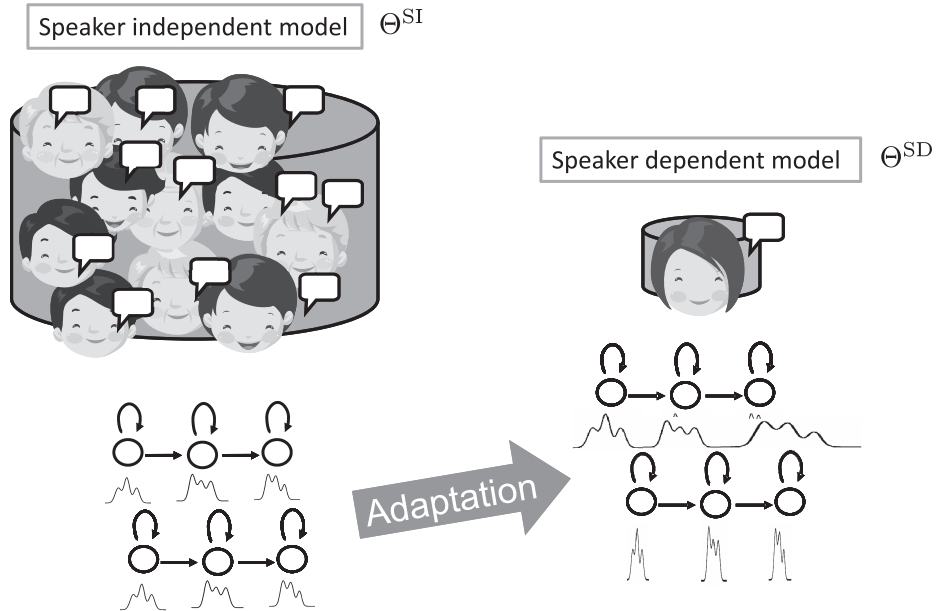 Speaker independent model Θ^SI
Speaker dependent model Θ^SD
Adaptation